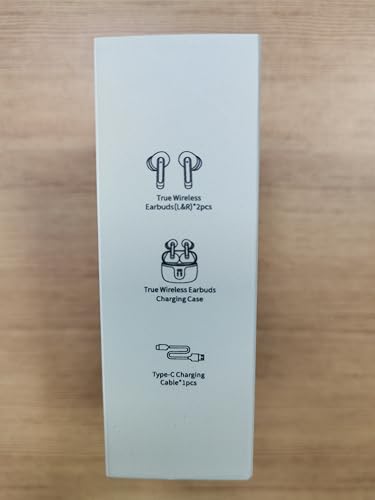 True Wireless
Earbuds(L&R)*2pcs
True Wireless Earbuds
Charging Case
Type-C Charging
Cable*1pcs